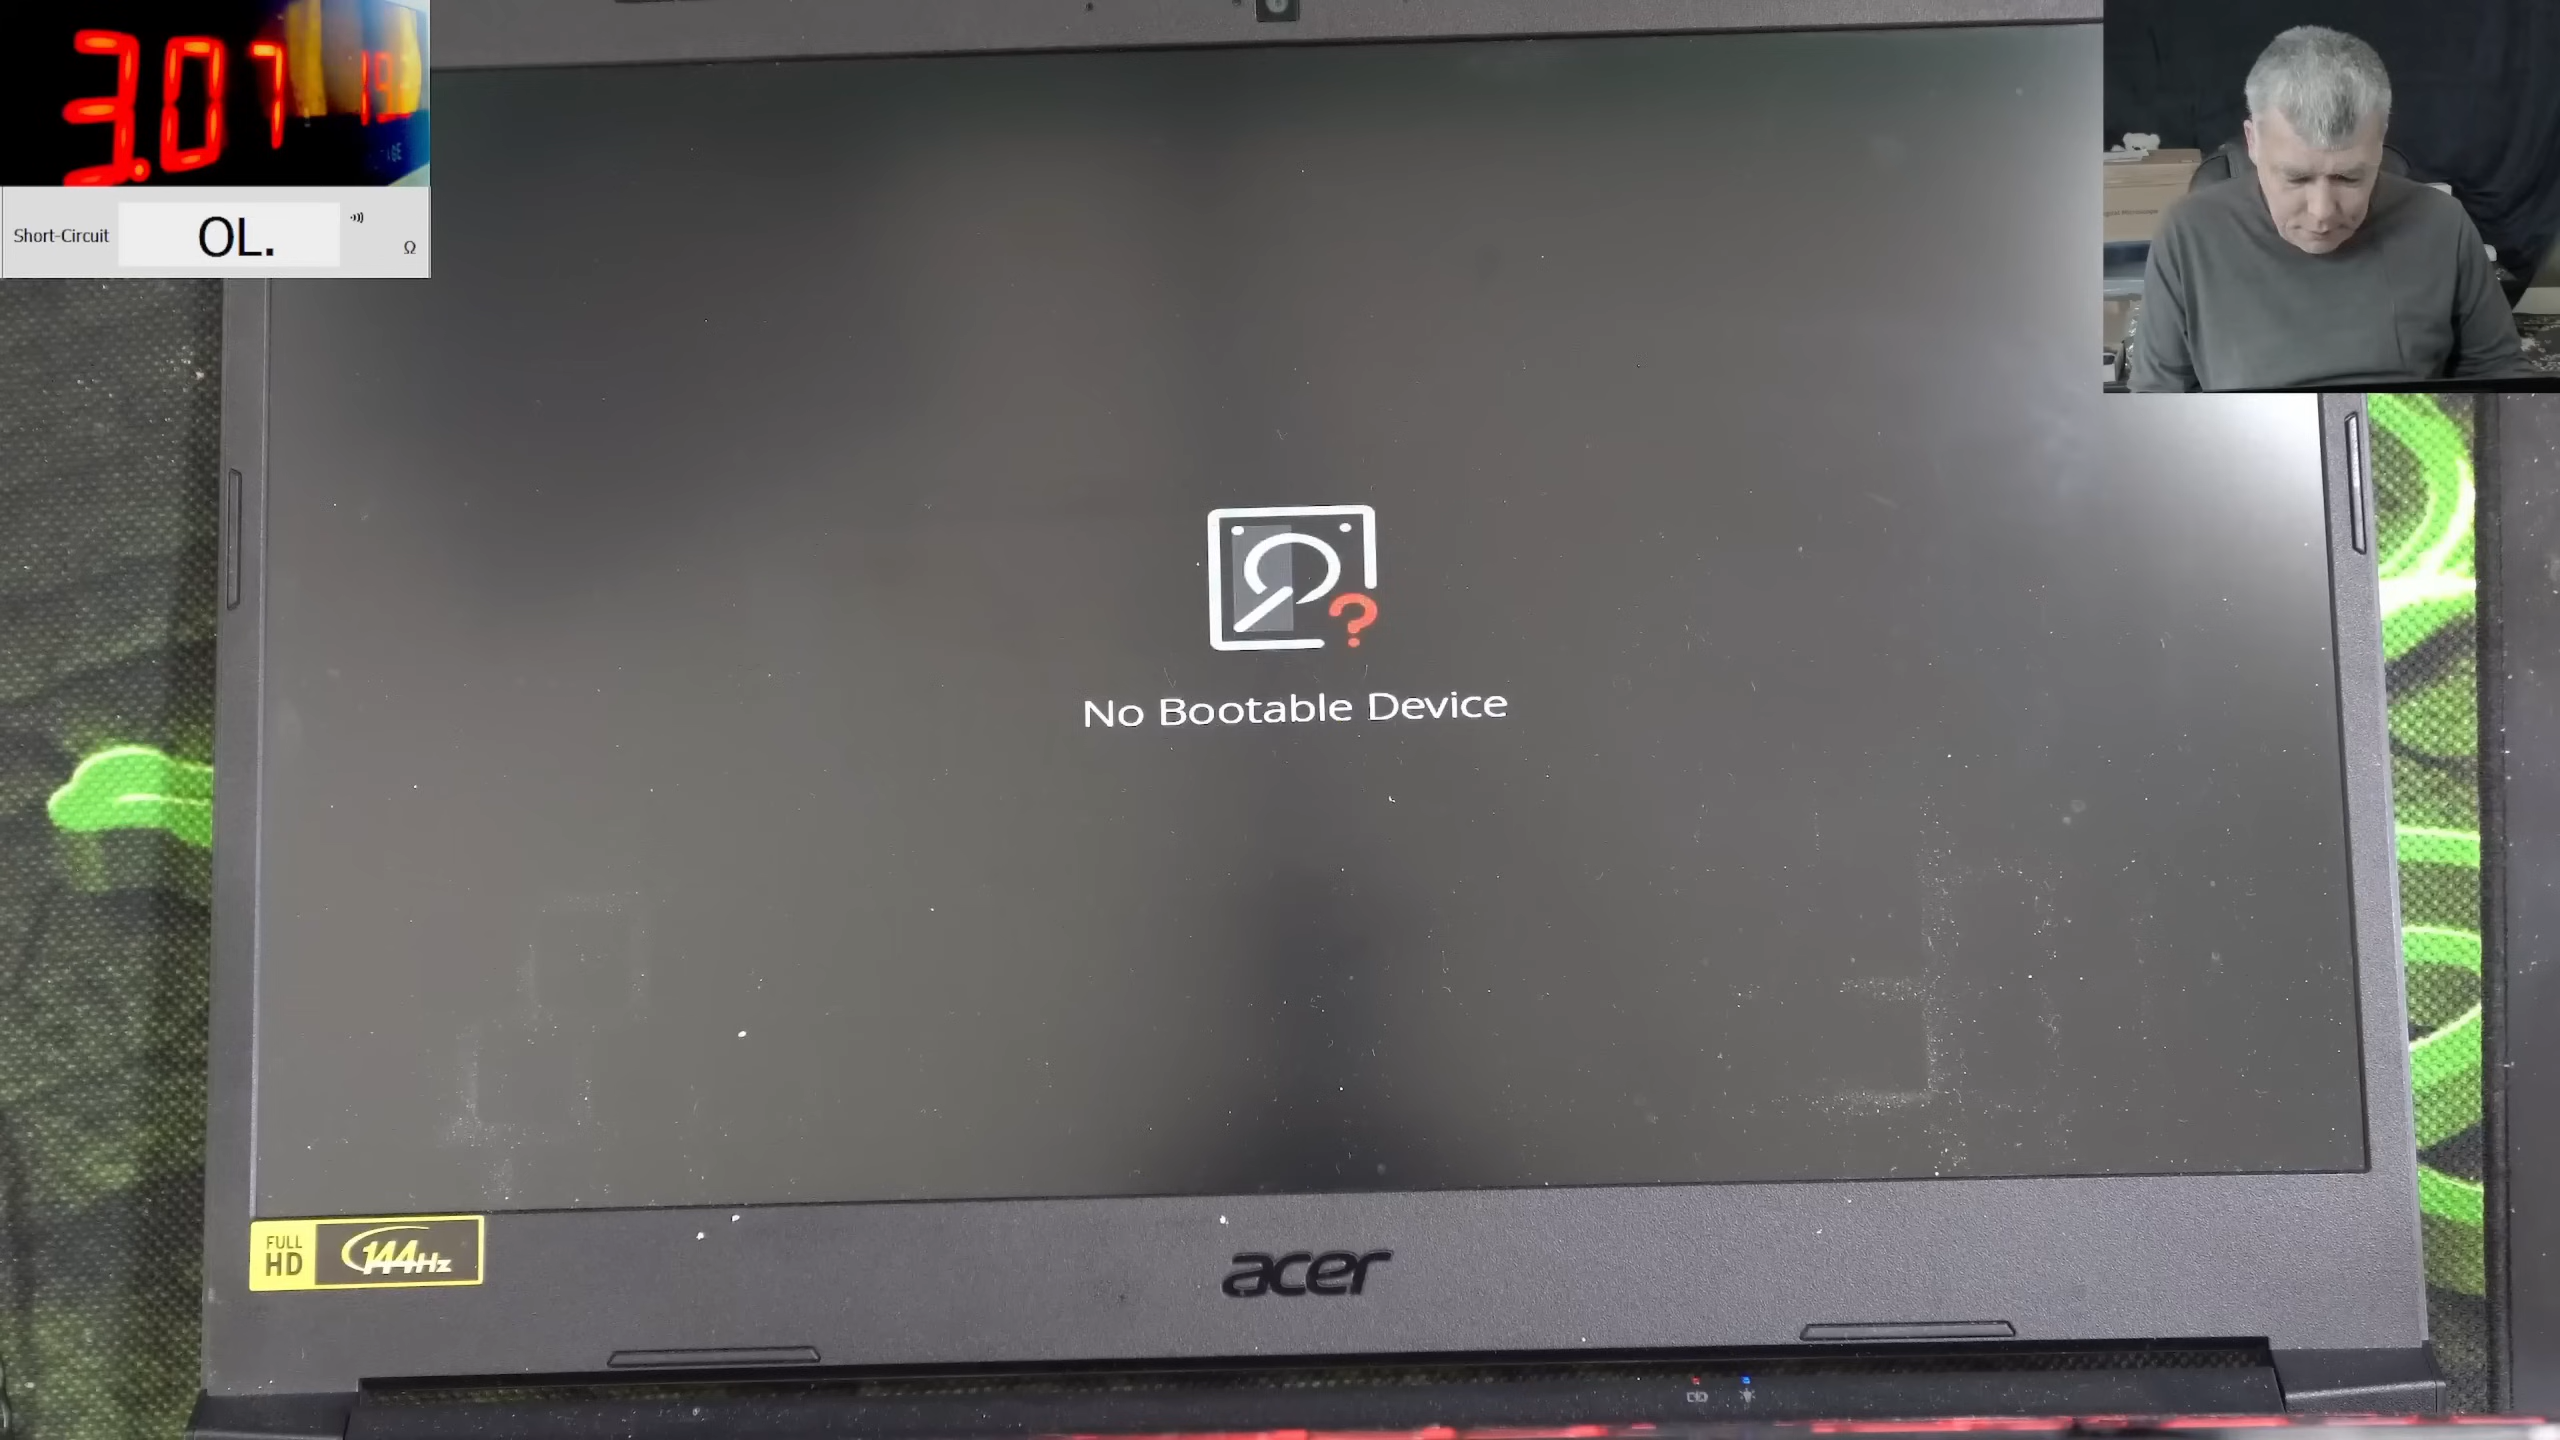 3.07
Short-Circuit
OL.
Ω
No Bootable Device
FULL
HD
144Hz
acer